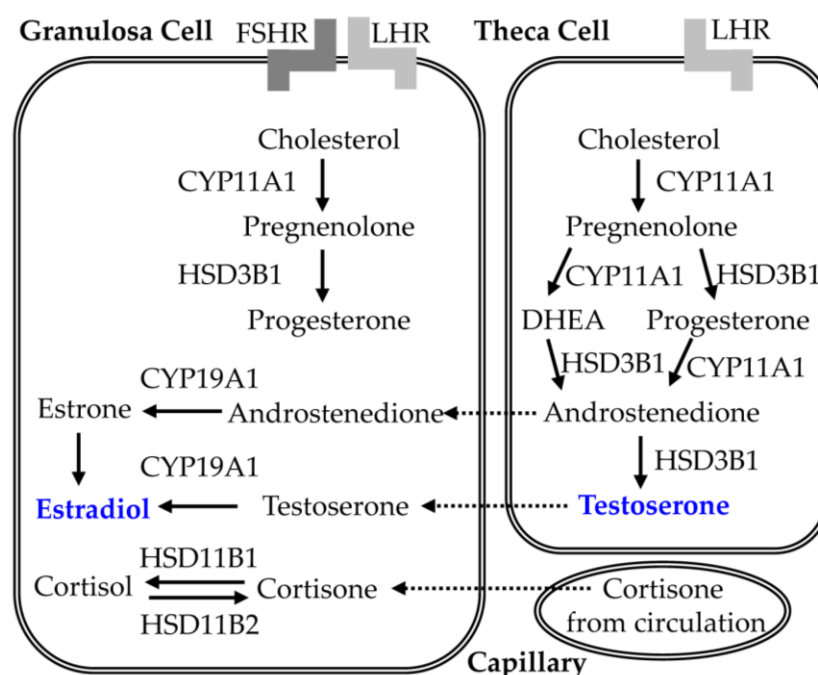 Granulosa Cell
FSHR
LHR
Theca Cell
LHR
Cholesterol
CYP11A1
Pregnenolone
HSD3B1
Progesterone
CYP19A1
Estrone
Androstenedione
CYP19A1
Estradiol
Testoserone
HSD11B1
Cortisol
Cortisone
HSD11B2
Cholesterol
CYP11A1
Pregnenolone
CYP11A1
HSD3B1
DHEA
Progesterone
HSD3B1
CYP11A1
Androstenedione
HSD3B1
Testoserone
Cortisone
from circulation
Capillary